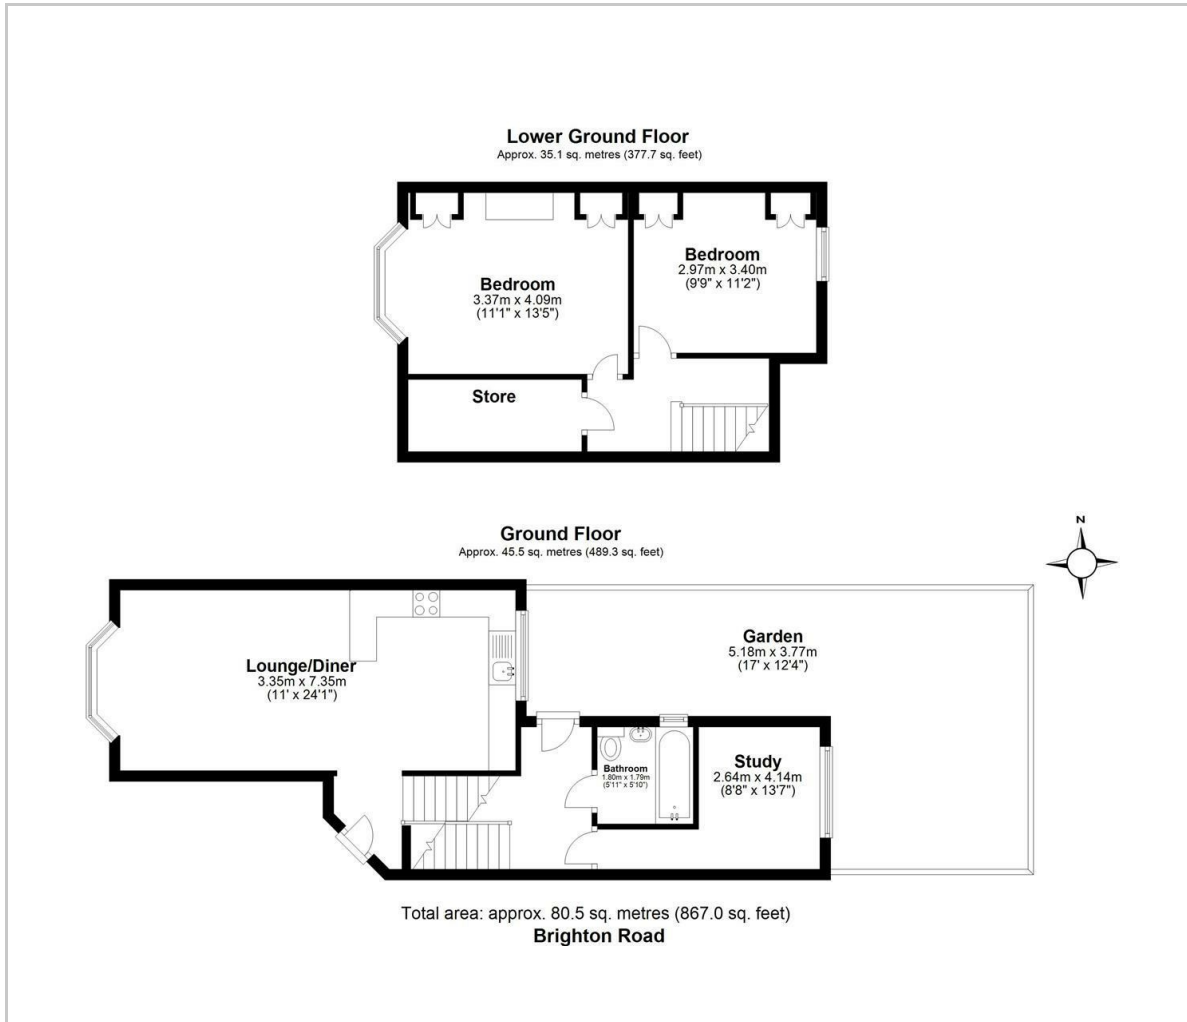 Lower Ground Floor
Approx. 35.1 sq. metres (377.7 sq. feet)
Bedroom
3.37m x 4.09m
(11'1" x 13'5")
Bedroom
2.97m x 3.40m
(9'9" x 11'2")
Store
Ground Floor
Approx. 45.5 sq. metres (489.3 sq. feet)
N
Lounge/Diner
3.35m x 7.35m
(11' x 24'1")
Garden
5.18m x 3.77m
(17' x 12'4")
Bathroom
1.80m x 1.79m
(5'11" x 5'10")
Study
2.64m x 4.14m
(8'8" x 13'7")
Total area: approx. 80.5 sq. metres (867.0 sq. feet)
Brighton Road